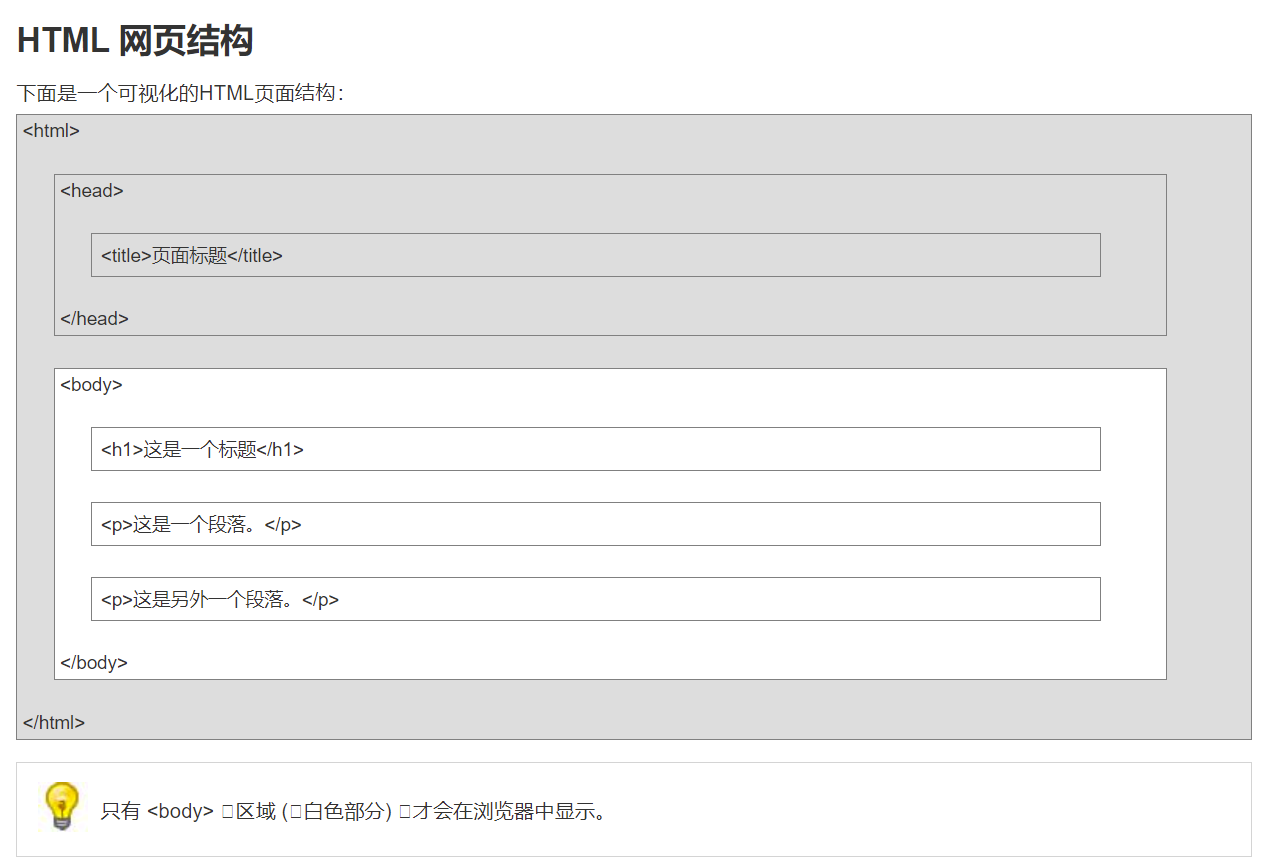 HTML 网页结构
下面是一个可视化的HTML页面结构：
<html>
<head>
<title>页面标题</title>
</head>
<body>
<h1>这是一个标题</h1>
<p>这是一个段落。</p>
<p>这是另外一个段落。</p>
</body>
</html>
只有 <body> 区域 (白色部分) 才会在浏览器中显示。